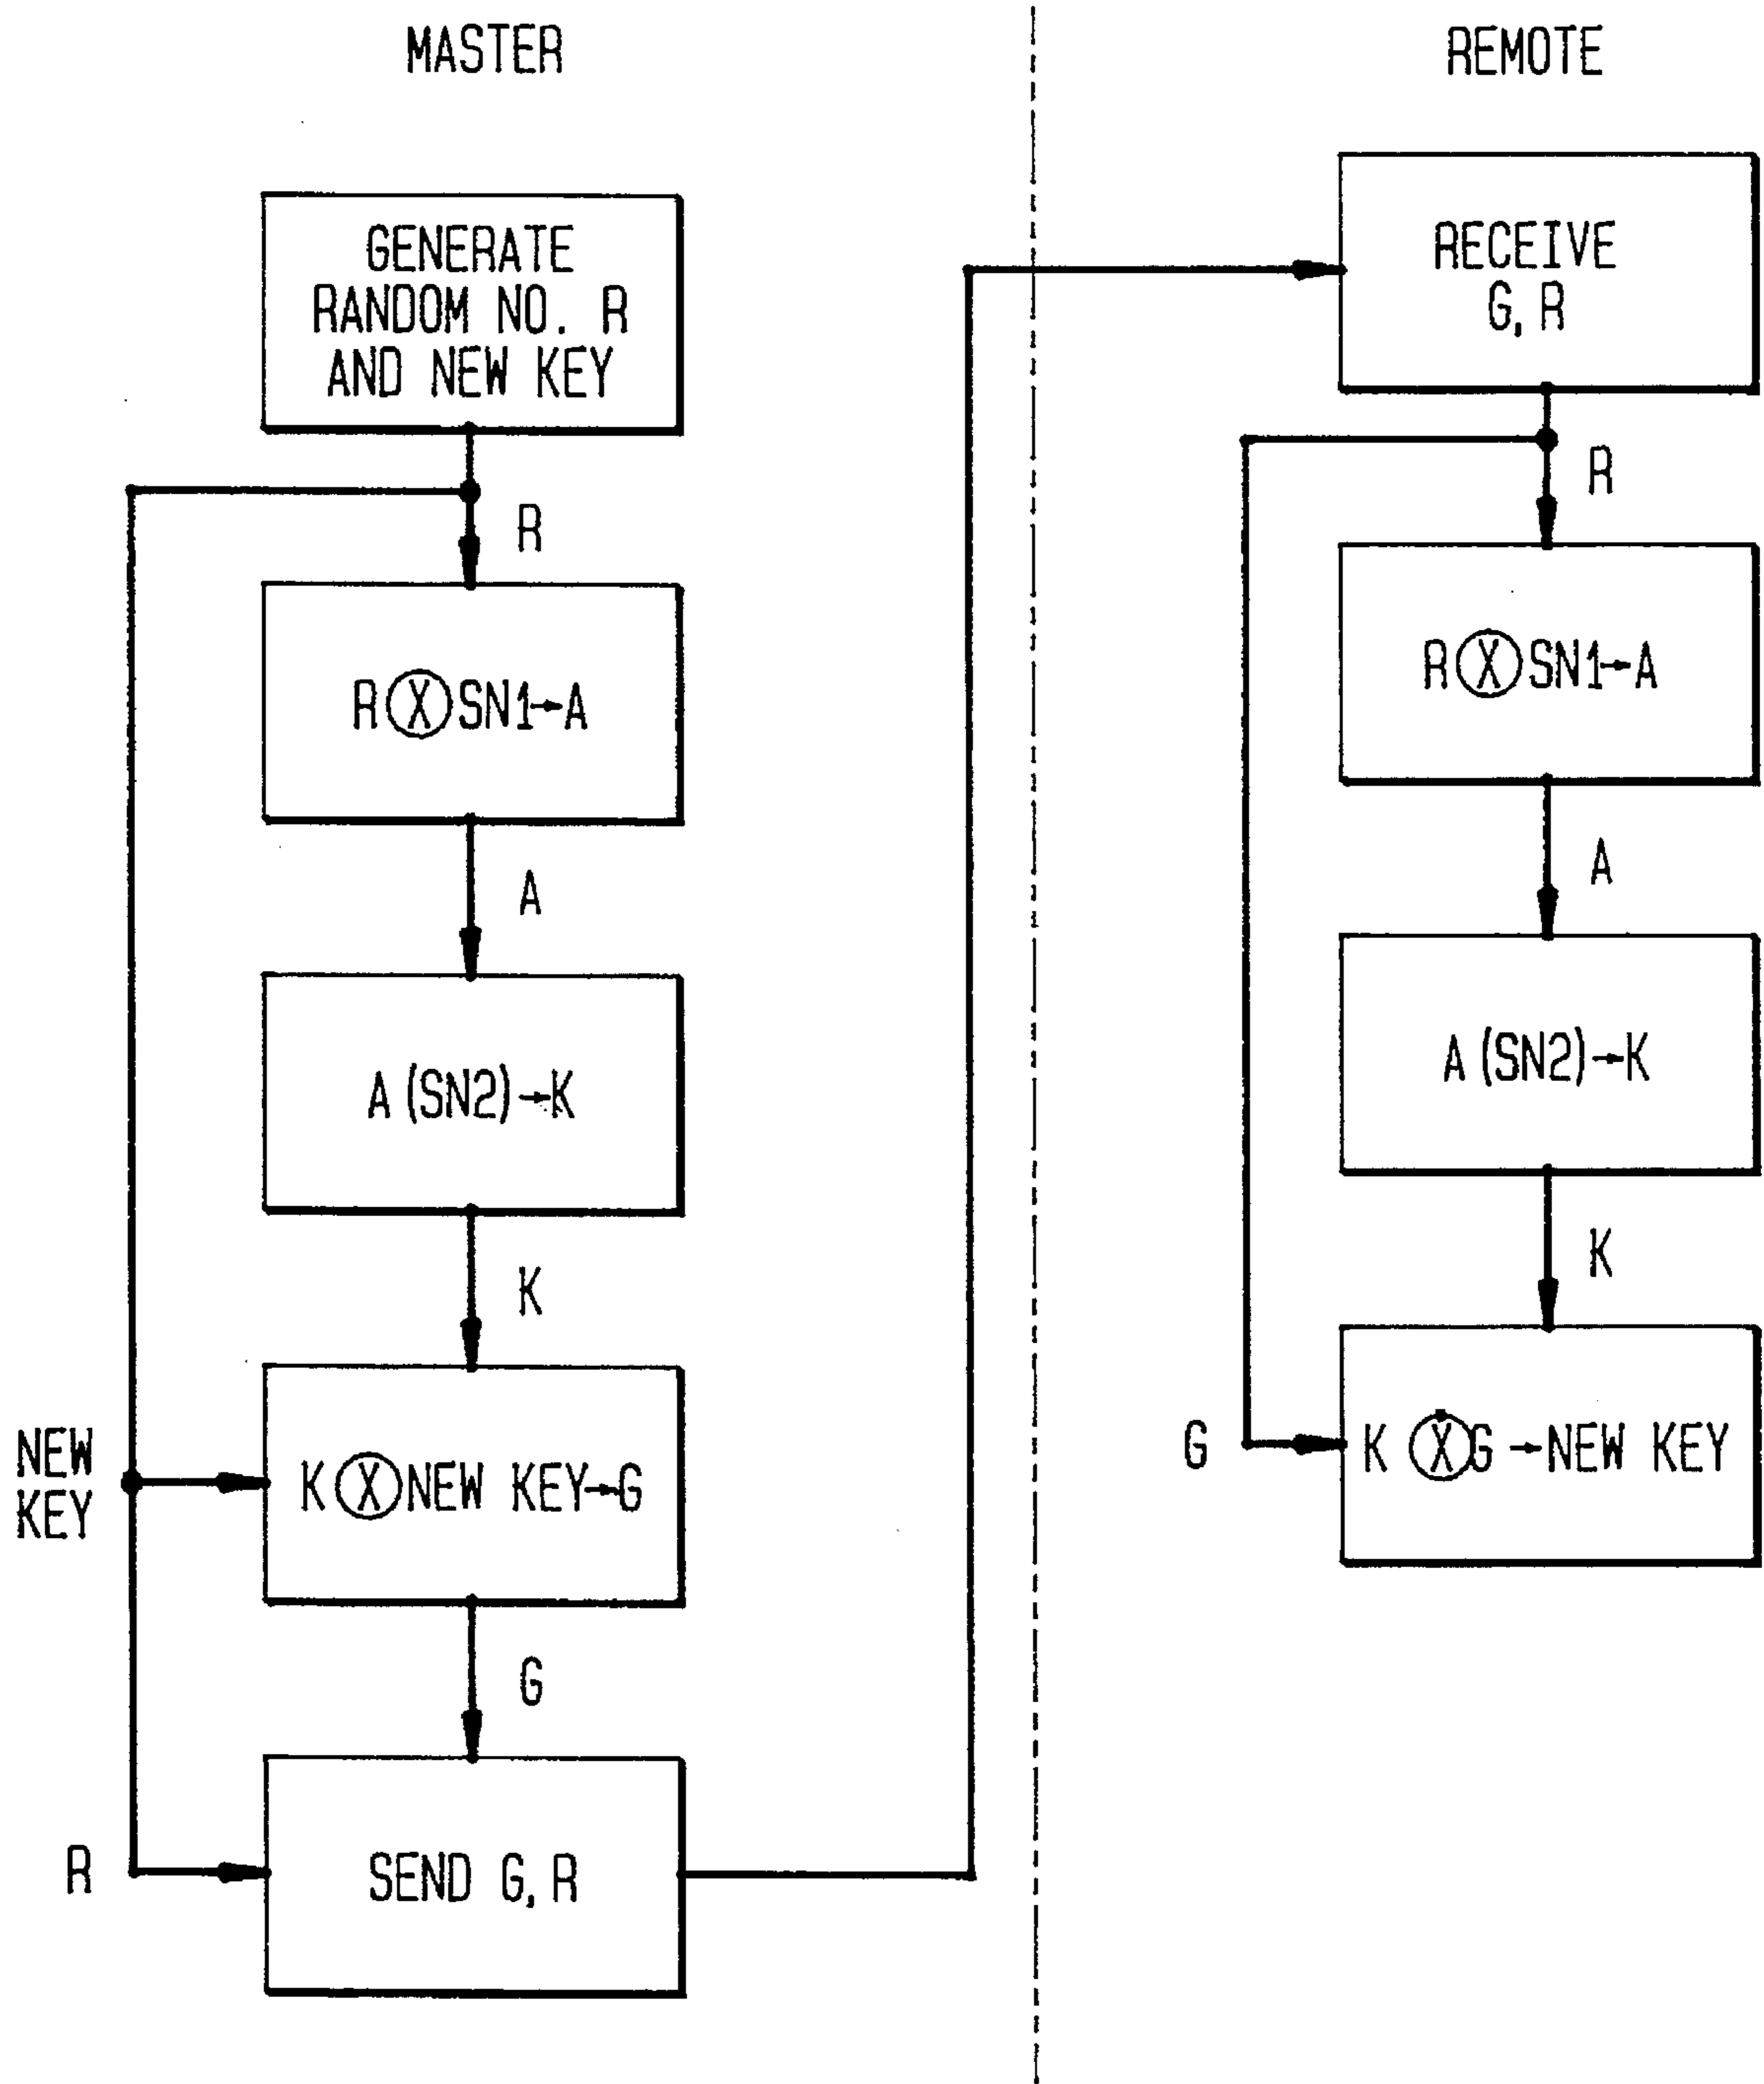 MASTER
GENERATE
RANDOM NO. R
AND NEW KEY
R
R Ⓧ SN1→A
A
A (SN2)→K
K
NEW
KEY
K Ⓧ NEW KEY→G
G
R
SEND G, R
REMOTE
RECEIVE
G, R
R
R Ⓧ SN1→A
A
A (SN2)→K
K
G
K Ⓧ G →NEW KEY